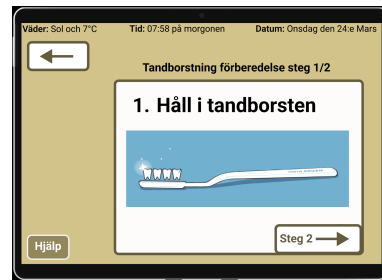 Väder: Sol och 7°C Tid: 07:58 på morgonen Datum: Onsdag den 24:e Mars
Tandborstning förberedelse steg 1/2
1. Håll i tandborsten
Steg 2
Hjälp